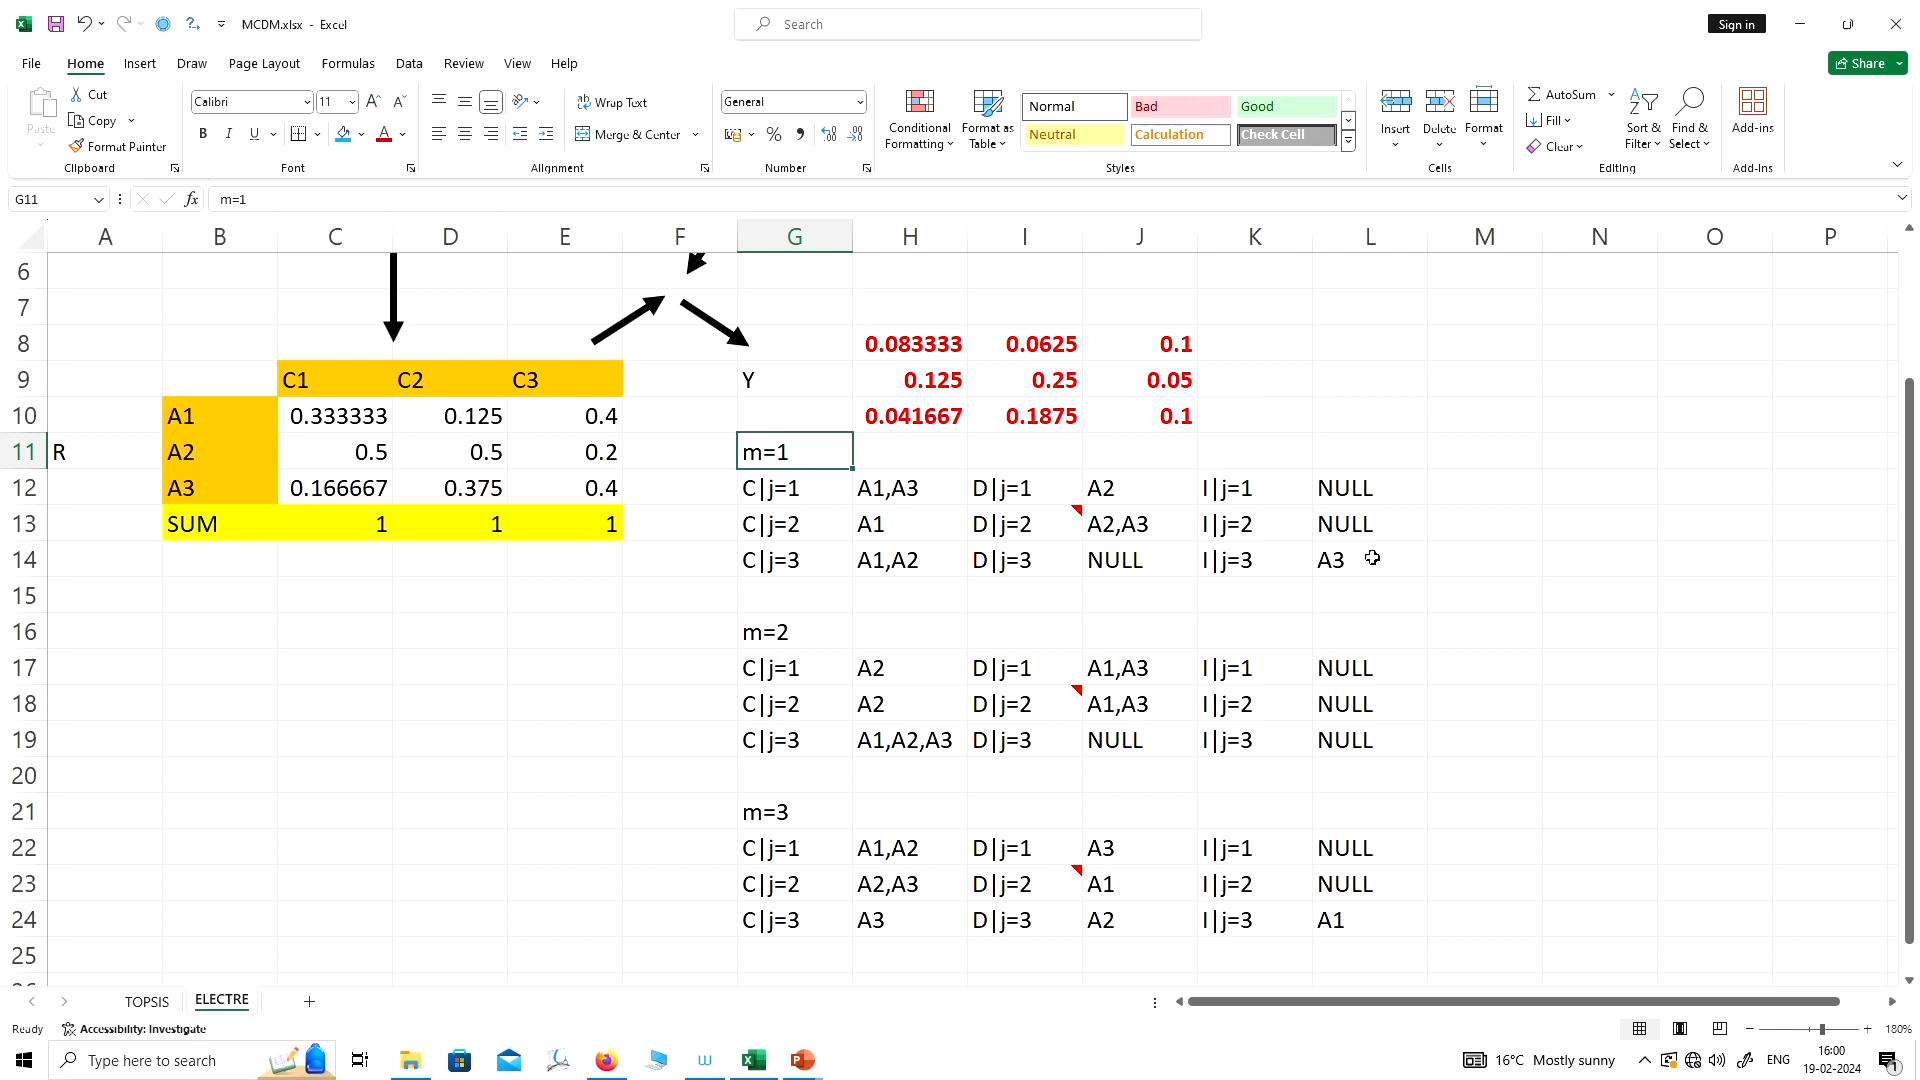 MCDM.xlsx - Excel
Search
Sign in
File Home Insert Draw Page Layout Formulas Data Review View Help
Share
Paste
Cut
Copy
Format Painter
Clipboard
Calibri 11
B I U
Font
Wrap Text
Merge & Center
Alignment
General
Number
Conditional Formatting
Format as Table
Normal Bad Good
Neutral Calculation Check Cell
Styles
Insert Delete Format
Cells
AutoSum
Fill
Clear
Sort & Filter
Find & Select
Editing
Add-ins
Add-Ins
G11 fx m=1
A B C D E F G H I J K L M N O P
6
7
8 0.083333 0.0625 0.1
9 C1 C2 C3 Y 0.125 0.25 0.05
10 A1 0.333333 0.125 0.4 0.041667 0.1875 0.1
11 R A2 0.5 0.5 0.2 m=1
12 A3 0.166667 0.375 0.4 C|j=1 A1,A3 D|j=1 A2 I|j=1 NULL
13 SUM 1 1 1 C|j=2 A1 D|j=2 A2,A3 I|j=2 NULL
14 C|j=3 A1,A2 D|j=3 NULL I|j=3 A3
15
16 m=2
17 C|j=1 A2 D|j=1 A1,A3 I|j=1 NULL
18 C|j=2 A2 D|j=2 A1,A3 I|j=2 NULL
19 C|j=3 A1,A2,A3 D|j=3 NULL I|j=3 NULL
20
21 m=3
22 C|j=1 A1,A2 D|j=1 A3 I|j=1 NULL
23 C|j=2 A2,A3 D|j=2 A1 I|j=2 NULL
24 C|j=3 A3 D|j=3 A2 I|j=3 A1
25
TOPSIS ELECTRE
Ready Accessibility: Investigate 180%
Type here to search
16°C Mostly sunny ENG 16:00
19-02-2024